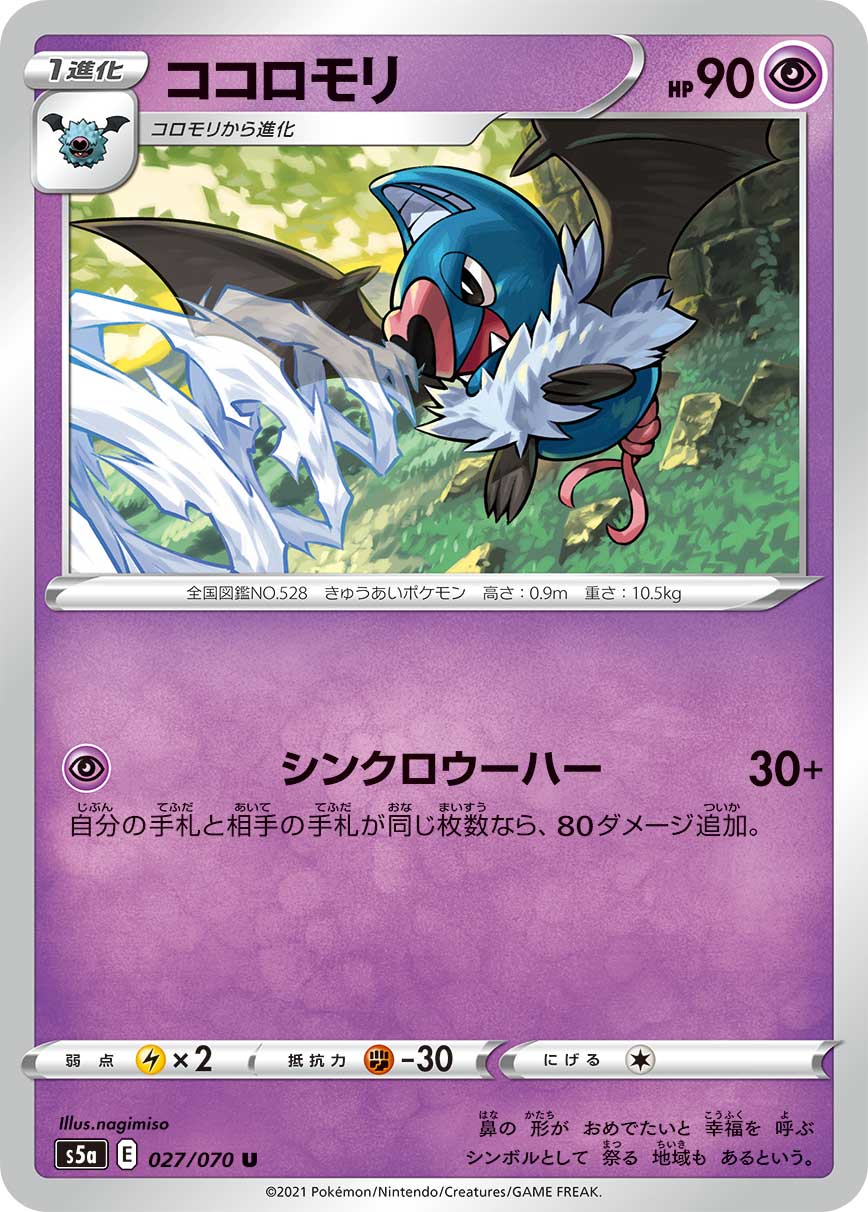 1進化
ココロモリ
HP90
コロモリから進化
全国図鑑NO.528 きゅうあいポケモン 高さ:0.9m 重さ:10.5kg
シンクロウーハー 30+
自分の手札と相手の手札が同じ枚数なら、80ダメージ追加。
弱点 ×2 抵抗力 -30 にげる
Illus.nagimiso
鼻の 形が おめでたいと 幸福を 呼ぶ
シンボルとして 祭る 地域も あるという。
s5a E 027/070 U
©2021 Pokémon/Nintendo/Creatures/GAME FREAK.